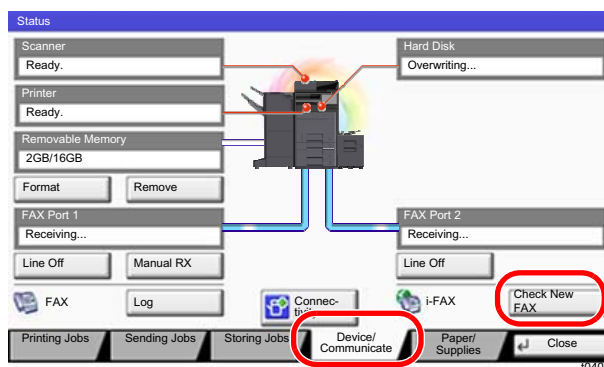 Status
Scanner
Ready.
Hard Disk
Overwriting...
Printer
Ready.
Removable Memory
2GB/16GB
Format
Remove
FAX Port 1
Receiving...
FAX Port 2
Receiving...
Line Off
Manual RX
Line Off
FAX
Log
Connec-
tivity
i-FAX
Check New
FAX
Printing Jobs
Sending Jobs
Storing Jobs
Device/
Communicate
Paper/
Supplies
Close